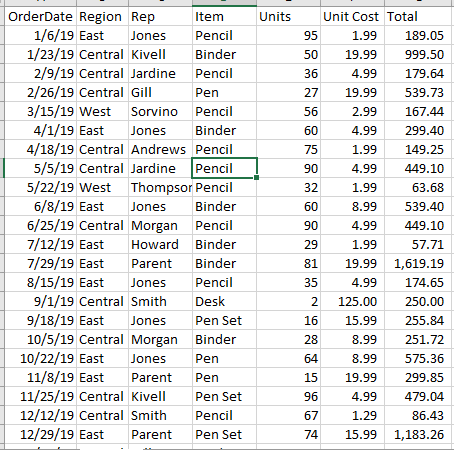 OrderDate Region Rep Item Units Unit Cost Total
1/6/19 East Jones Pencil 95 1.99 189.05
1/23/19 Central Kivell Binder 50 19.99 999.50
2/9/19 Central Jardine Pencil 36 4.99 179.64
2/26/19 Central Gill Pen 27 19.99 539.73
3/15/19 West Sorvino Pencil 56 2.99 167.44
4/1/19 East Jones Binder 60 4.99 299.40
4/18/19 Central Andrews Pencil 75 1.99 149.25
5/5/19 Central Jardine Pencil 90 4.99 449.10
5/22/19 West Thompsor Pencil 32 1.99 63.68
6/8/19 East Jones Binder 60 8.99 539.40
6/25/19 Central Morgan Pencil 90 4.99 449.10
7/12/19 East Howard Binder 29 1.99 57.71
7/29/19 East Parent Binder 81 19.99 1,619.19
8/15/19 East Jones Pencil 35 4.99 174.65
9/1/19 Central Smith Desk 2 125.00 250.00
9/18/19 East Jones Pen Set 16 15.99 255.84
10/5/19 Central Morgan Binder 28 8.99 251.72
10/22/19 East Jones Pen 64 8.99 575.36
11/8/19 East Parent Pen 15 19.99 299.85
11/25/19 Central Kivell Pen Set 96 4.99 479.04
12/12/19 Central Smith Pencil 67 1.29 86.43
12/29/19 East Parent Pen Set 74 15.99 1,183.26